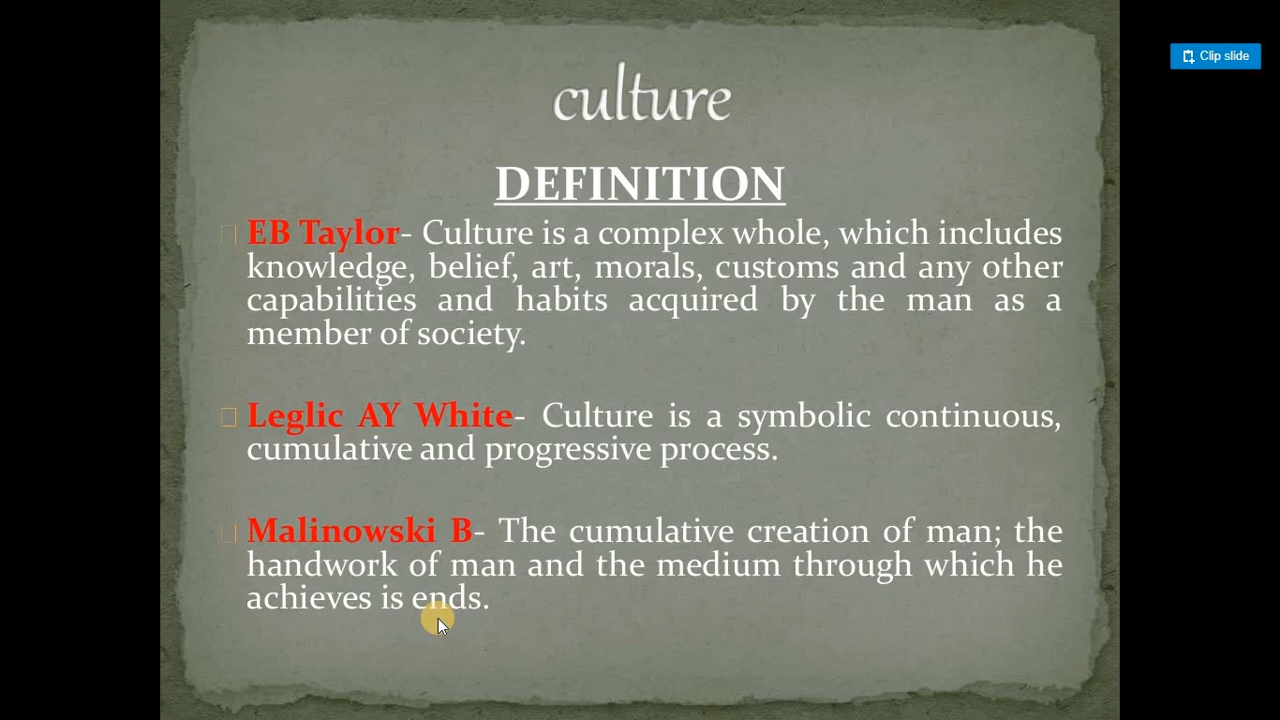 Clip slide
culture
DEFINITION
EB Taylor- Culture is a complex whole, which includes
knowledge, belief, art, morals, customs and any other
capabilities and habits acquired by the man as a
member of society.
Leglic AY White- Culture is a symbolic continuous,
cumulative and progressive process.
Malinowski B- The cumulative creation of man; the
handwork of man and the medium through which he
achieves is ends.